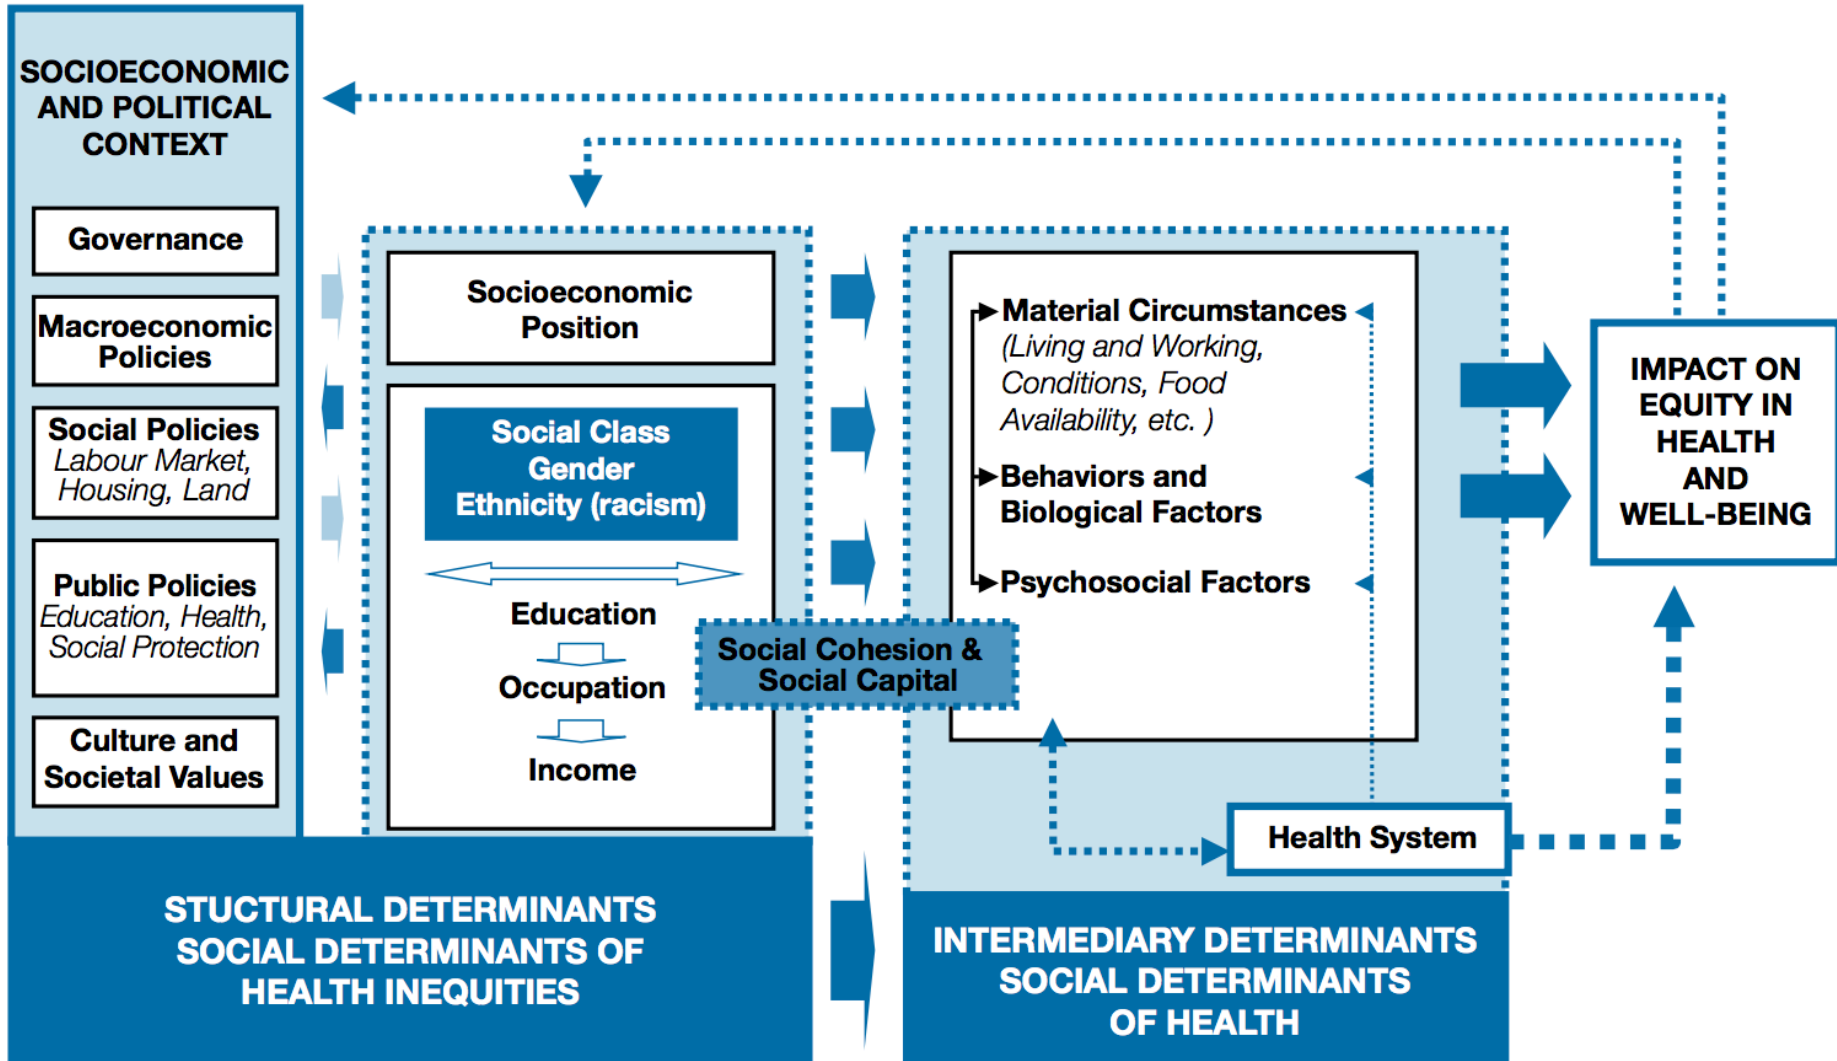 SOCIOECONOMIC
AND POLITICAL
CONTEXT
Governance
Macroeconomic
Policies
Social Policies
Labour Market,
Housing, Land
Public Policies
Education, Health,
Social Protection
Culture and
Societal Values
Socioeconomic
Position
Social Class
Gender
Ethnicity (racism)
Education
Occupation
Income
Social Cohesion &
Social Capital
Material Circumstances
(Living and Working,
Conditions, Food
Availability, etc. )
Behaviors and
Biological Factors
Psychosocial Factors
Health System
IMPACT ON
EQUITY IN
HEALTH
AND
WELL-BEING
STUCTURAL DETERMINANTS
SOCIAL DETERMINANTS OF
HEALTH INEQUITIES
INTERMEDIARY DETERMINANTS
SOCIAL DETERMINANTS
OF HEALTH